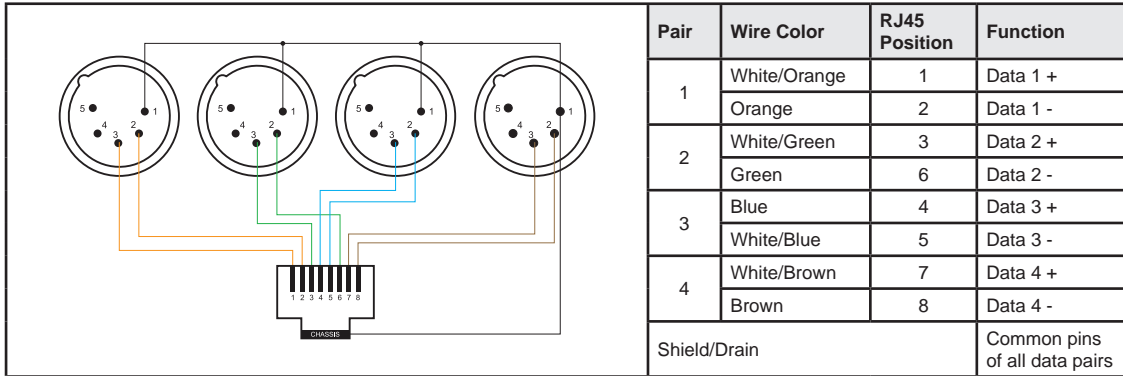 5 1
4 2
3
5 1
4 2
3
5 1
4 2
3
5 1
4 2
3
1 2 3 4 5 6 7 8
CHASSIS
Pair Wire Color RJ45 Position Function
1 White/Orange 1 Data 1 +
Orange 2 Data 1 -
2 White/Green 3 Data 2 +
Green 6 Data 2 -
3 Blue 4 Data 3 +
White/Blue 5 Data 3 -
4 White/Brown 7 Data 4 +
Brown 8 Data 4 -
Shield/Drain Common pins
of all data pairs